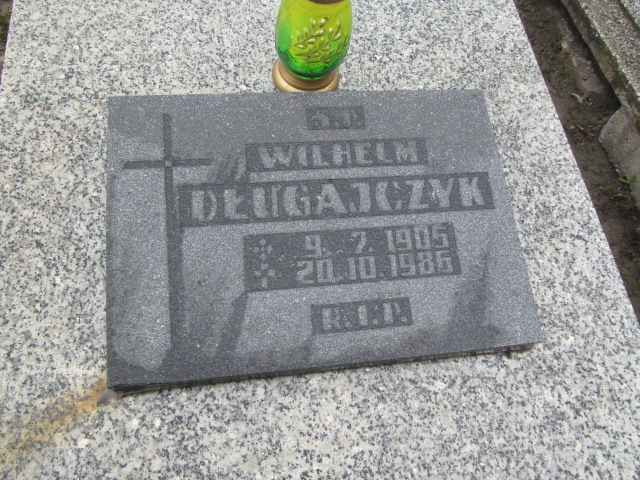 Ś.P.
WILHELM
DŁUGAJCZYK
9. 7. 1905
20.10.1986
R.I.P.